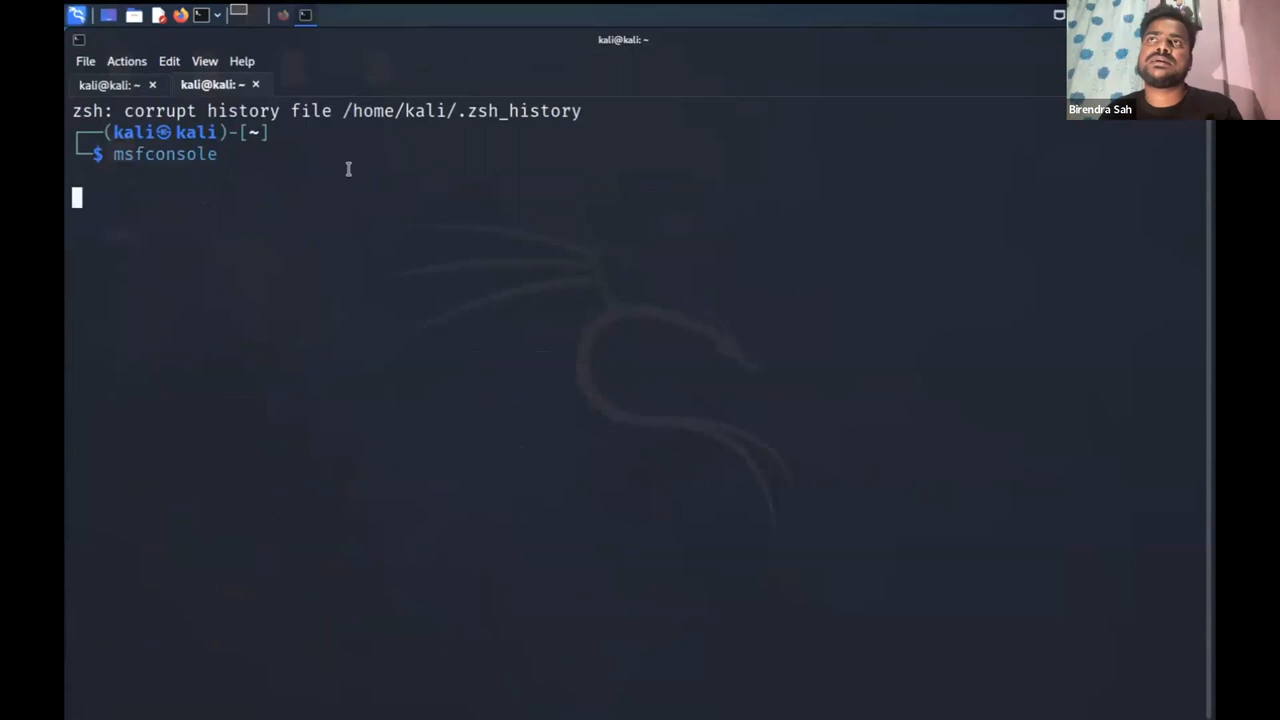 kali@kali: ~
File Actions Edit View Help
kali@kali: ~ × kali@kali: ~ ×
Birendra Sah
zsh: corrupt history file /home/kali/.zsh_history
┌──(kali㉿kali)-[~]
└─$ msfconsole